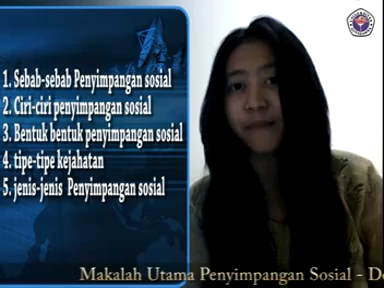 1. Sebab-sebab Penyimpangan sosial
2. Ciri-ciri penyimpangan sosial
3. Bentuk bentuk penyimpangan sosial
4. tipe-tipe kejahatan
5. jenis-jenis Penyimpangan sosial
Makalah Utama Penyimpangan Sosial -